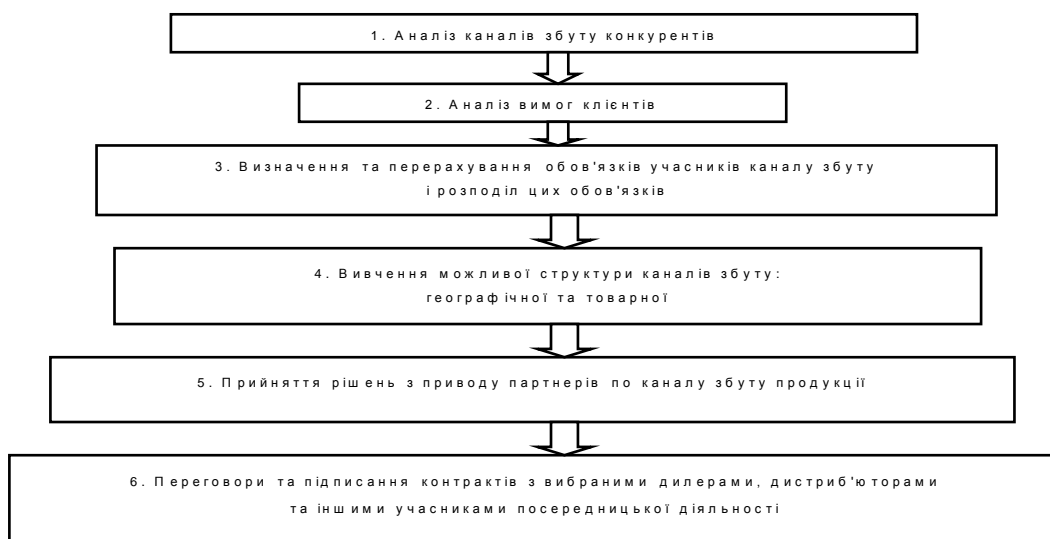 1. Аналіз каналів збуту конкурентів
2. Аналіз вимог клієнтів
3. Визначення та перерахування обов'язків учасників каналу збуту
і розподіл цих обов'язків
4. Вивчення можливої структури каналів збуту:
географічної та товарної
5. Прийняття рішень з приводу партнерів по каналу збуту продукції
6. Переговори та підписання контрактів з вибраними дилерами, дистриб'юторами
та іншими учасниками посередницької діяльності